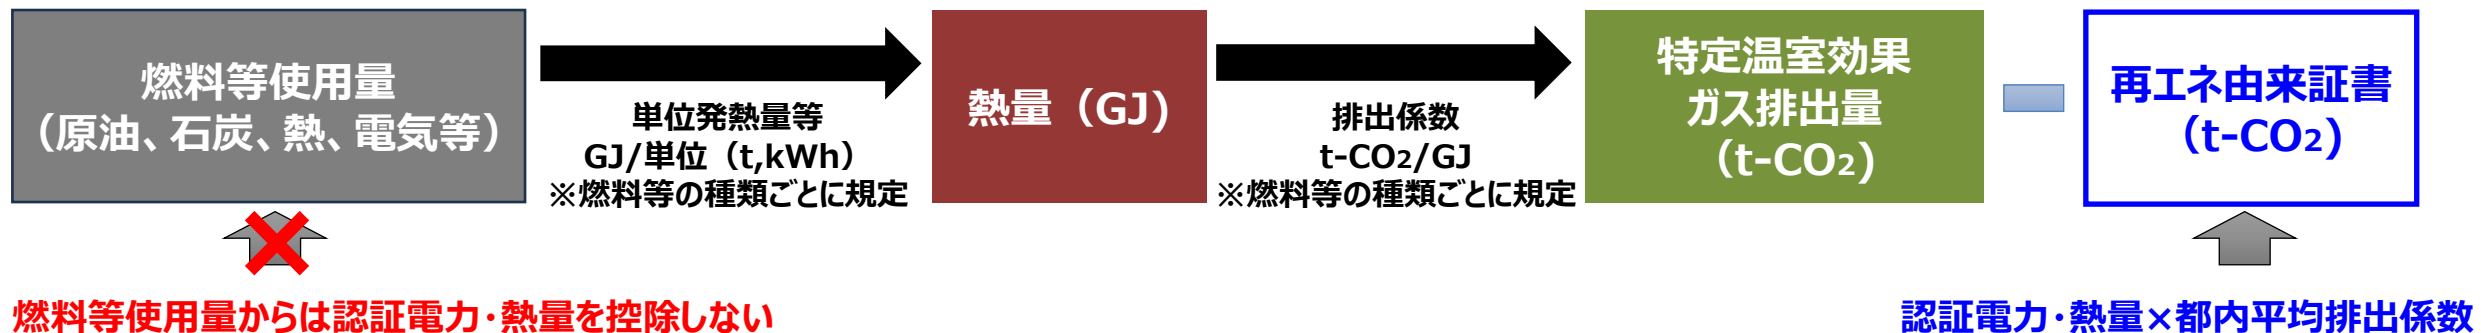 燃料等使用量
（原油、石炭、熱、電気等）
単位発熱量等
GJ/単位（t,kWh）
※燃料等の種類ごとに規定
熱量（GJ）
排出係数
t-CO2/GJ
※燃料等の種類ごとに規定
特定温室効果
ガス排出量
（t-CO2）
再エネ由来証書
（t-CO2）
燃料等使用量からは認証電力・熱量を控除しない
認証電力・熱量×都内平均排出係数